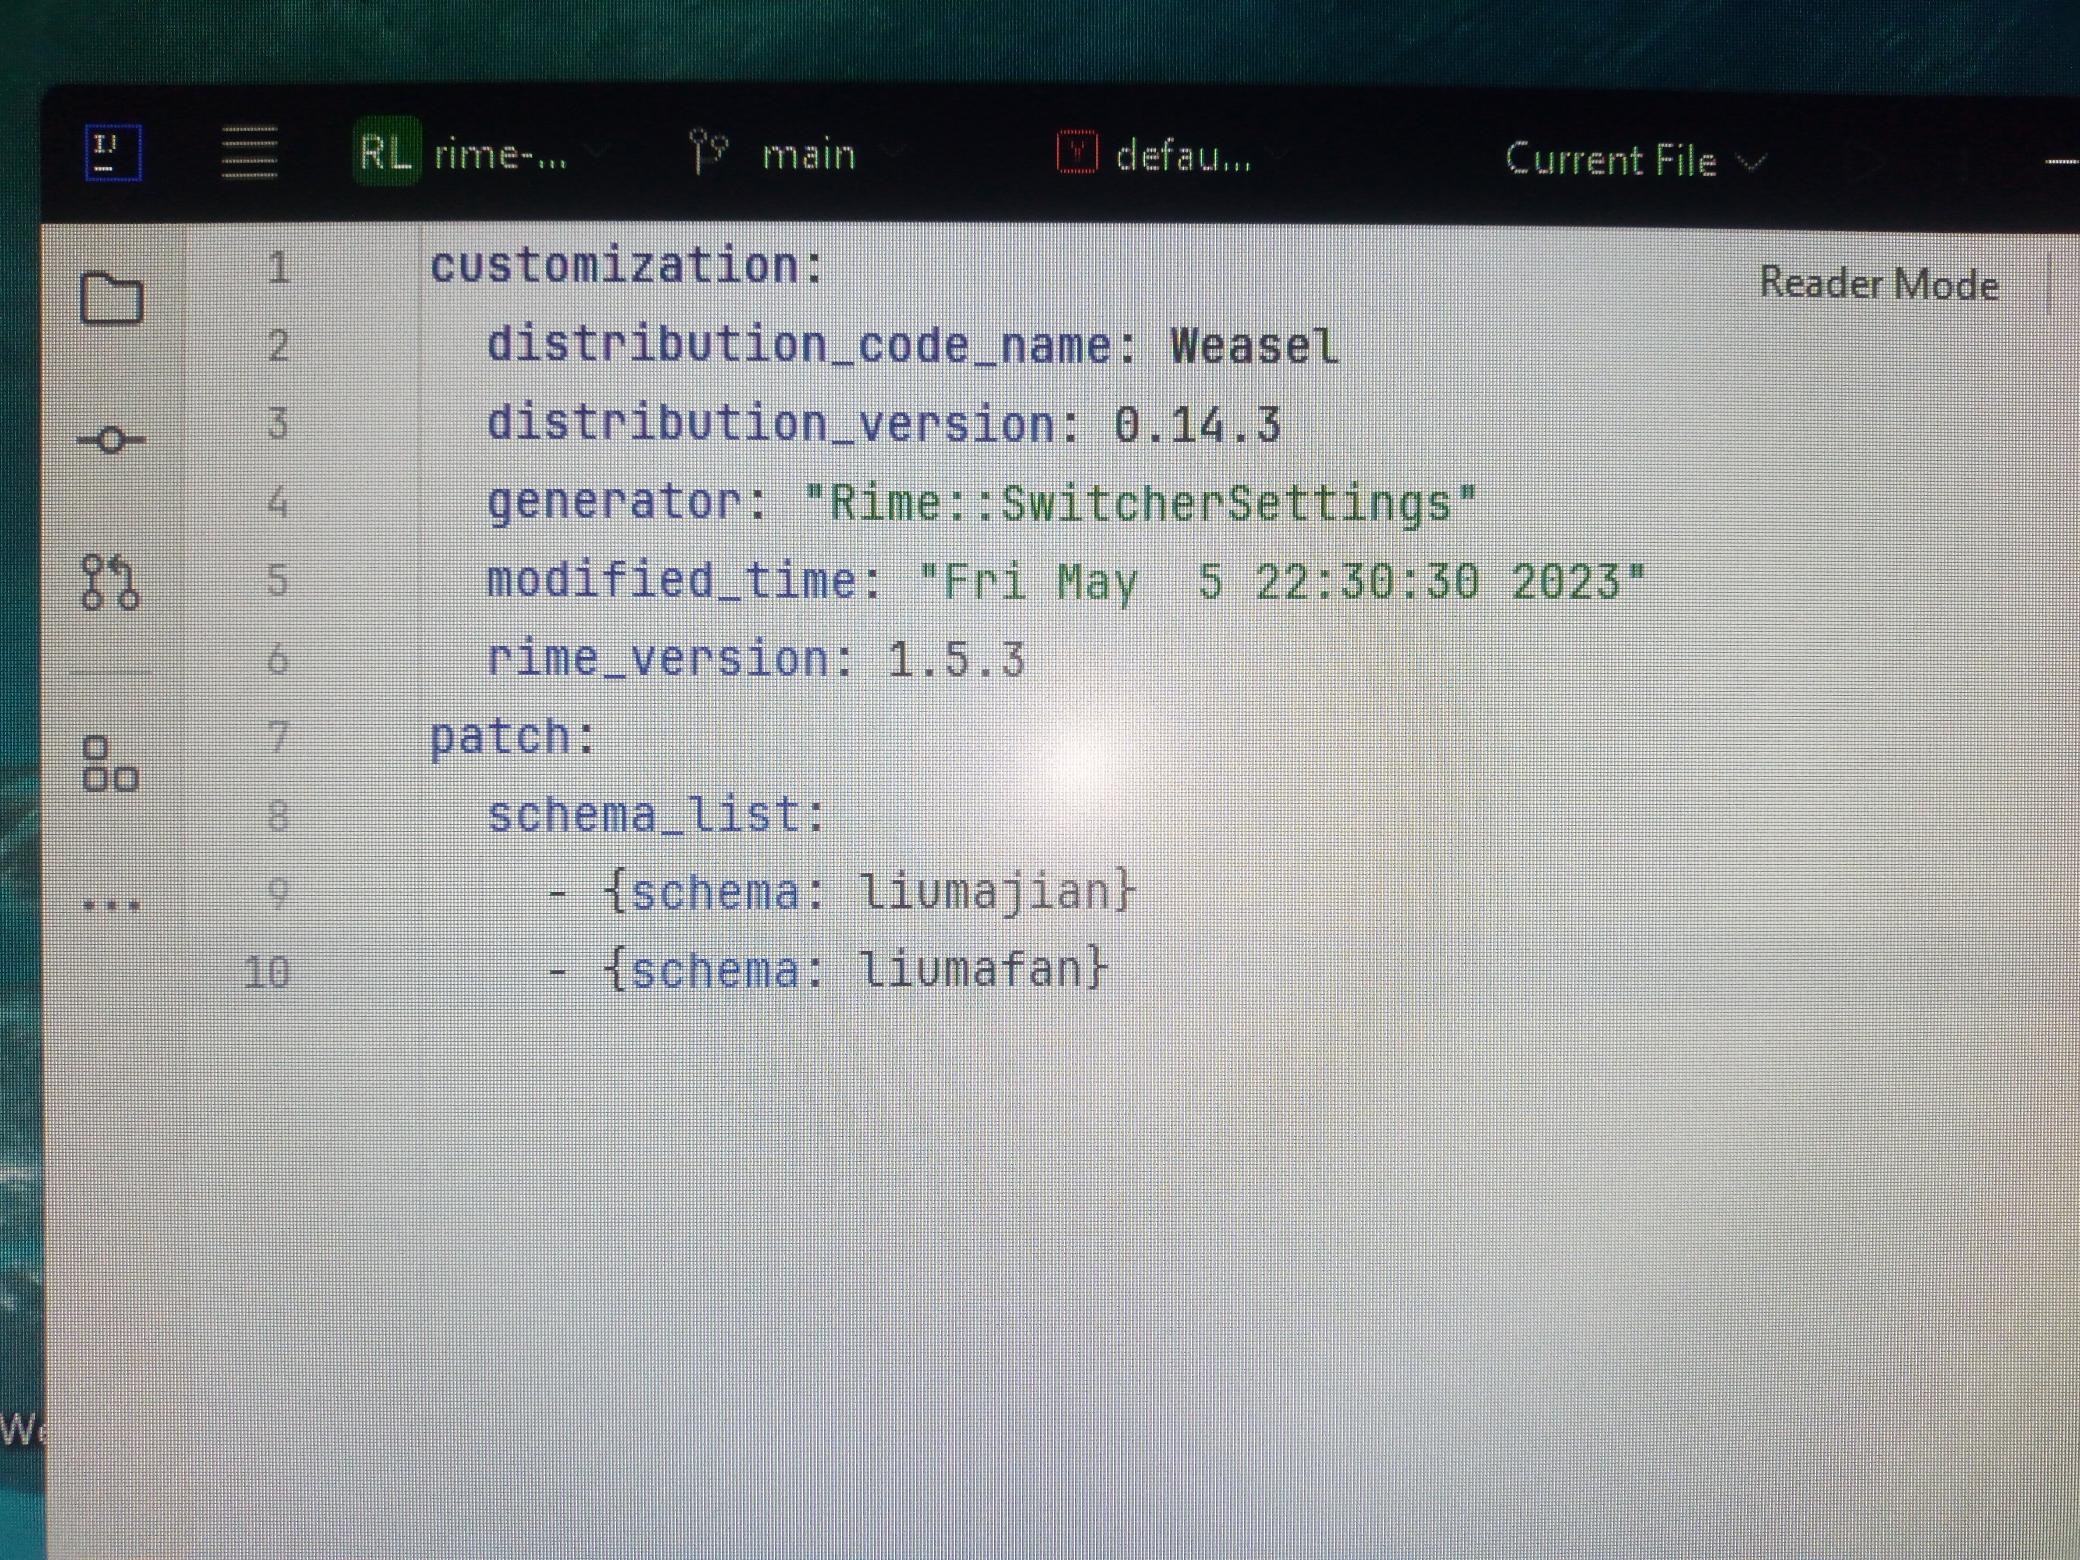 IJ
RL rime-... main Y defau... Current File
Reader Mode
1 customization:
2   distribution_code_name: Weasel
3   distribution_version: 0.14.3
4   generator: "Rime::SwitcherSettings"
5   modified_time: "Fri May  5 22:30:30 2023"
6   rime_version: 1.5.3
7 patch:
8   schema_list:
9     - {schema: liumajian}
10     - {schema: liumafan}